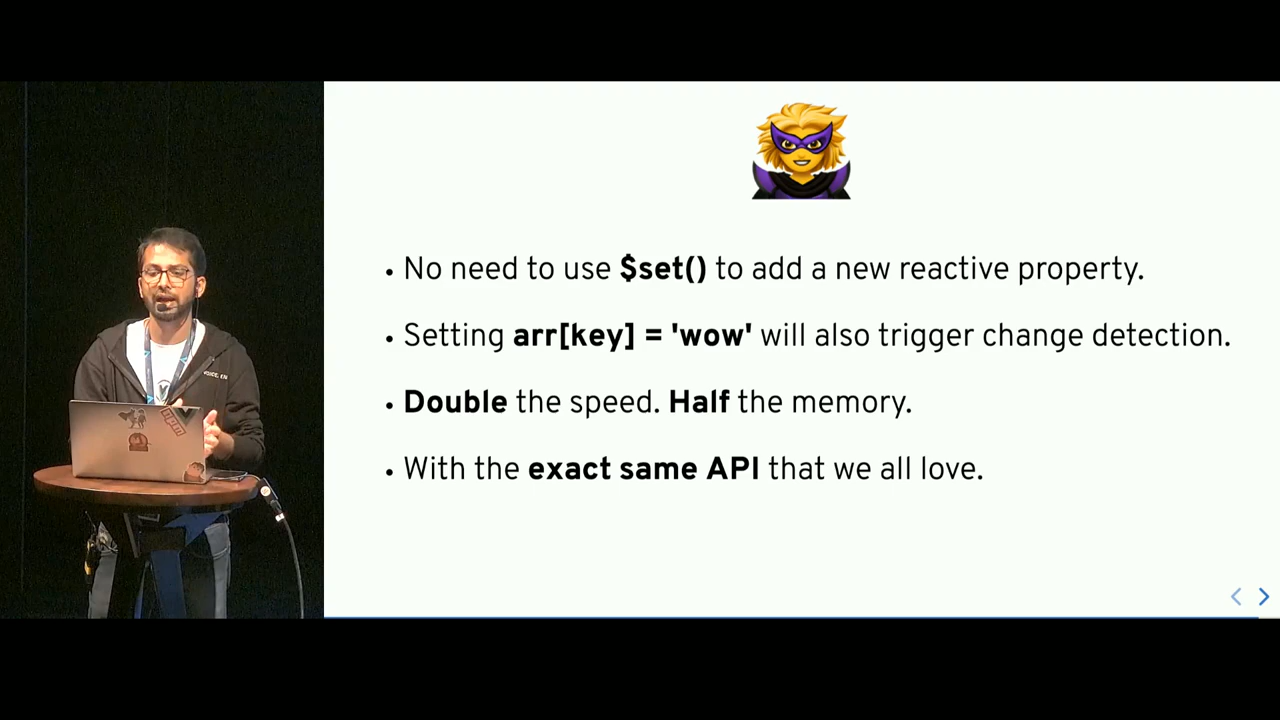 No need to use $set() to add a new reactive property.
Setting arr[key] = 'wow' will also trigger change detection.
Double the speed. Half the memory.
With the exact same API that we all love.
npm